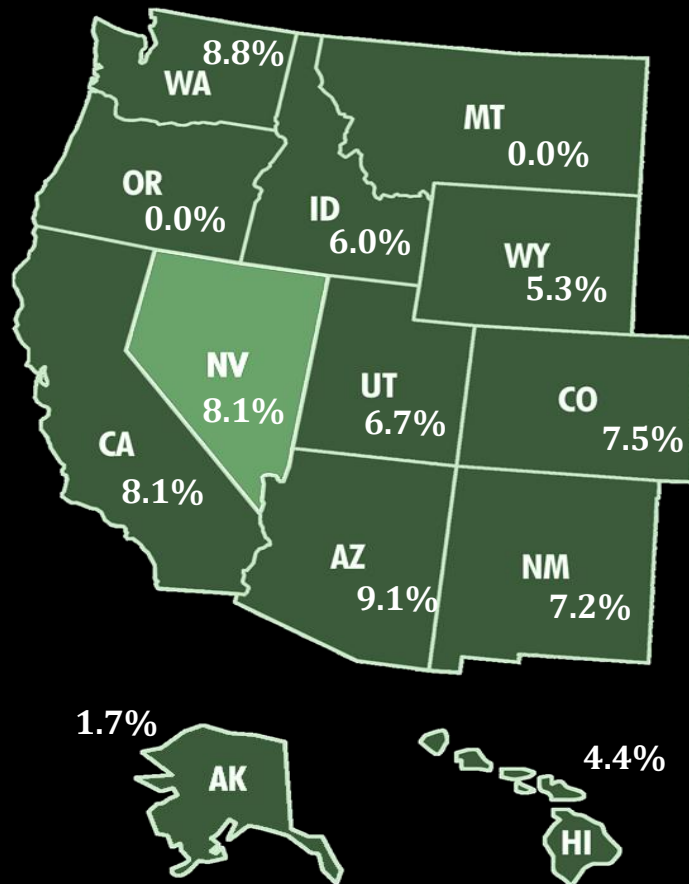 8.8%
WA
MT
0.0%
OR
0.0%
ID
6.0%
WY
5.3%
NV
8.1%
UT
6.7%
CO
7.5%
CA
8.1%
AZ
9.1%
NM
7.2%
1.7%
AK
4.4%
HI